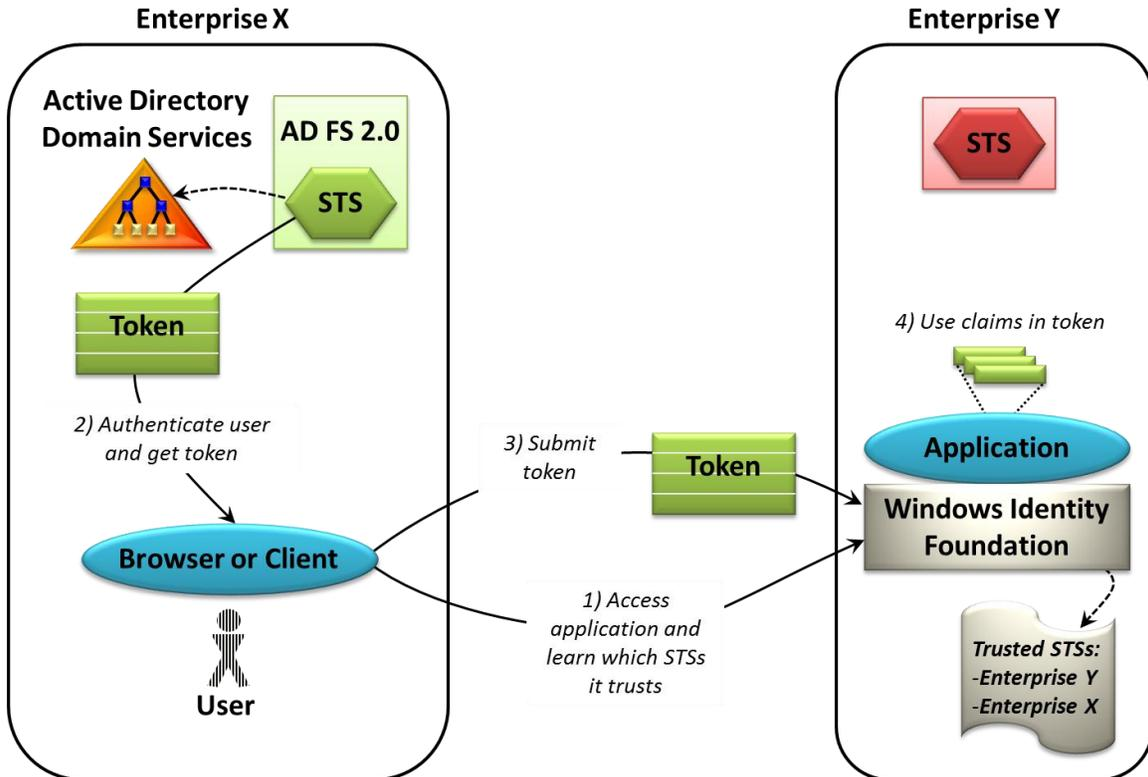 Enterprise X
Active Directory
Domain Services
AD FS 2.0
STS
Token
2) Authenticate user
and get token
Browser or Client
User
3) Submit
token
Token
1) Access
application and
learn which STSs
it trusts
Enterprise Y
STS
4) Use claims in token
Application
Windows Identity
Foundation
Trusted STSs:
-Enterprise Y
-Enterprise X